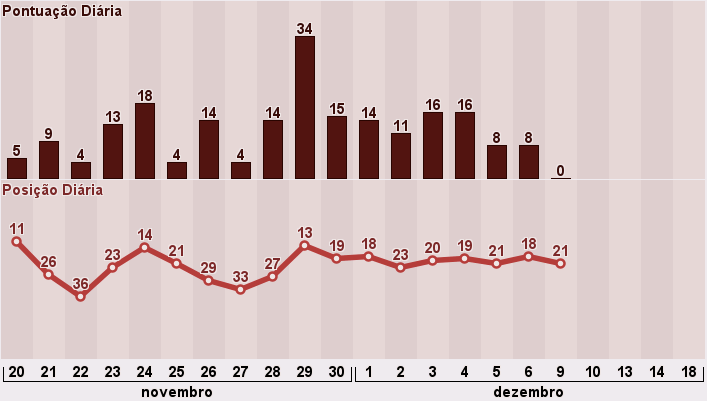 Pontuação Diária
5 9 4 13 18 4 14 4 14 34 15 14 11 16 16 8 8 0
Posição Diária
11 26 36 23 14 21 29 33 27 13 19 18 23 20 19 21 18 21
20 21 22 23 24 25 26 27 28 29 30 1 2 3 4 5 6 9 10 13 14 18
novembro dezembro